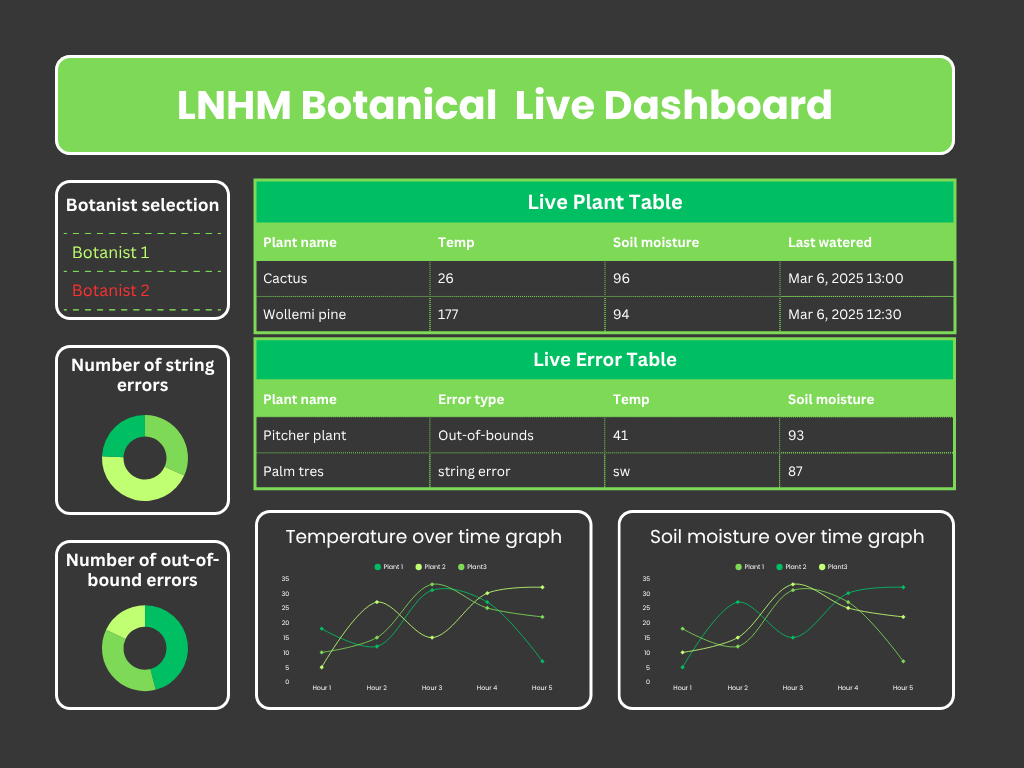 LNHM Botanical  Live Dashboard
Botanist selection
Botanist 1
Botanist 2
Live Plant Table
Plant name Temp Soil moisture Last watered
Cactus 26 96 Mar 6, 2025 13:00
Wollemi pine 177 94 Mar 6, 2025 12:30
Live Error Table
Plant name Error type Temp Soil moisture
Pitcher plant Out-of-bounds 41 93
Palm tres string error sw 87
Number of string
errors
Number of out-of-
bound errors
Temperature over time graph
Plant 1 Plant 2 Plant3
35
30
25
20
15
10
5
0
Hour 1 Hour 2 Hour 3 Hour 4 Hour 5
Soil moisture over time graph
Plant 1 Plant 2 Plant3
35
30
25
20
15
10
5
0
Hour 1 Hour 2 Hour 3 Hour 4 Hour 5